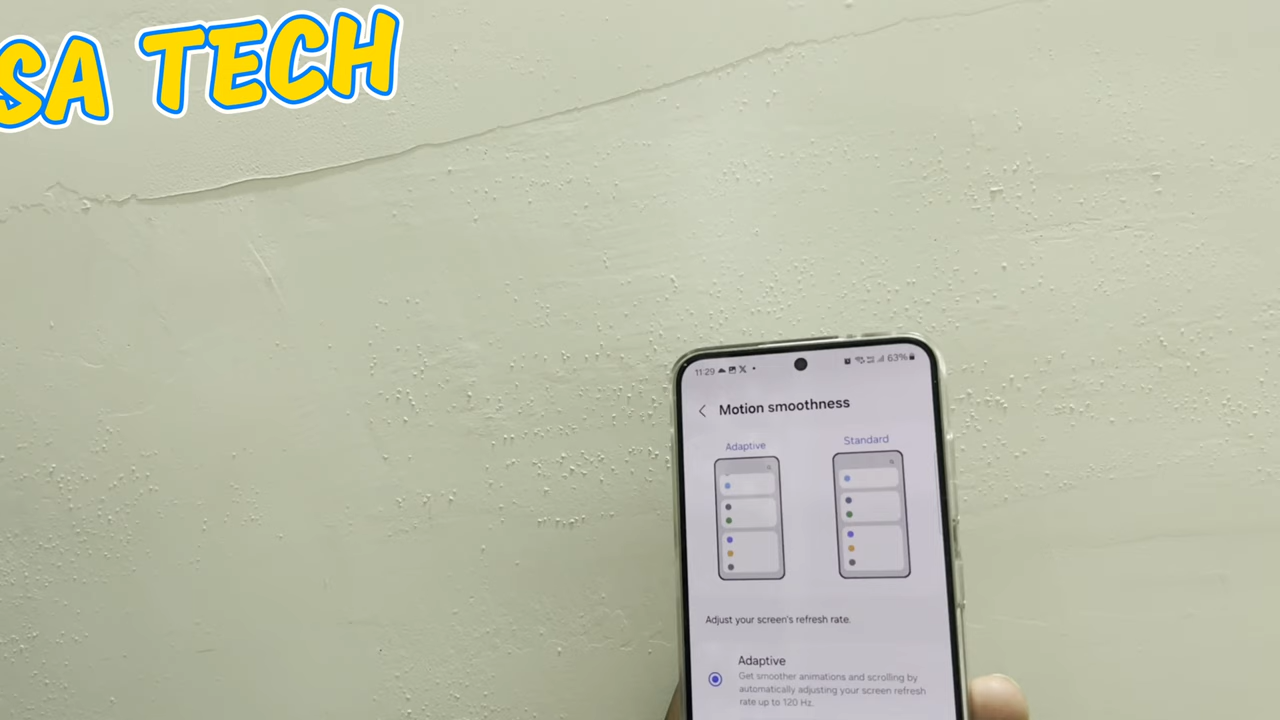 SA TECH
11:29
63%
Motion smoothness
Adaptive
Standard
Adjust your screen's refresh rate.
Adaptive
Get smoother animations and scrolling by
automatically adjusting your screen refresh
rate up to 120 Hz.